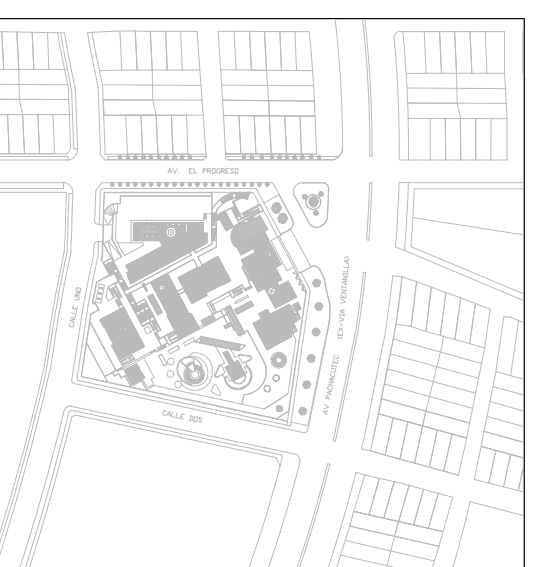 AV. EL PROGRESO
CALLE UNO
AV PACHACUTEC (EX-VIA VENTANILLA)
CALLE DOS